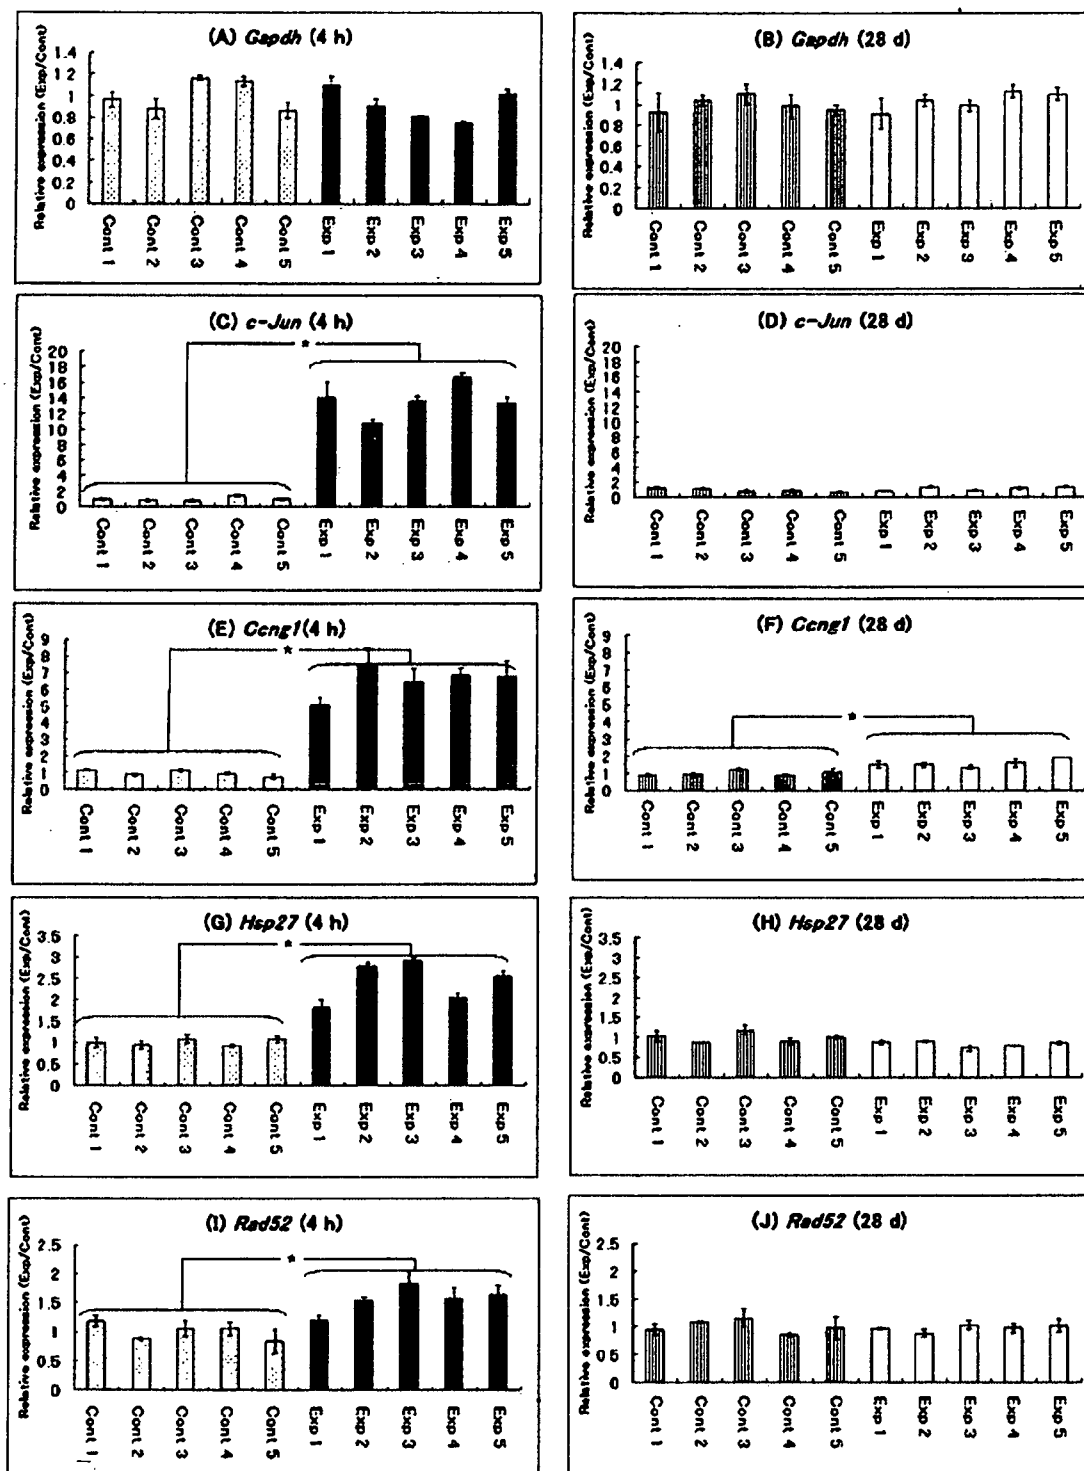 (A) Gapdh (4 h)
Relative expression (Exp/Cont)
1.4
1.2
1
0.8
0.6
0.4
0.2
0
Cont 1
Cont 2
Cont 3
Cont 4
Cont 5
Exp 1
Exp 2
Exp 3
Exp 4
Exp 5
(B) Gapdh (28 d)
Relative expression (Exp/Cont)
1.4
1.2
1
0.8
0.6
0.4
0.2
0
Cont 1
Cont 2
Cont 3
Cont 4
Cont 5
Exp 1
Exp 2
Exp 3
Exp 4
Exp 5
(C) c-Jun (4 h)
*
Relative expression (Exp/Cont)
20
18
16
14
12
10
8
6
4
2
0
Cont 1
Cont 2
Cont 3
Cont 4
Cont 5
Exp 1
Exp 2
Exp 3
Exp 4
Exp 5
(D) c-Jun (28 d)
Relative expression (Exp/Cont)
20
18
16
14
12
10
8
6
4
2
0
Cont 1
Cont 2
Cont 3
Cont 4
Cont 5
Exp 1
Exp 2
Exp 3
Exp 4
Exp 5
(E) Ccng1 (4 h)
*
Relative expression (Exp/Cont)
9
8
7
6
5
4
3
2
1
0
Cont 1
Cont 2
Cont 3
Cont 4
Cont 5
Exp 1
Exp 2
Exp 3
Exp 4
Exp 5
(F) Ccng1 (28 d)
*
Relative expression (Exp/Cont)
9
8
7
6
5
4
3
2
1
0
Cont 1
Cont 2
Cont 3
Cont 4
Cont 5
Exp 1
Exp 2
Exp 3
Exp 4
Exp 5
(G) Hsp27 (4 h)
*
Relative expression (Exp/Cont)
3.5
3
2.5
2
1.5
1
0.5
0
Cont 1
Cont 2
Cont 3
Cont 4
Cont 5
Exp 1
Exp 2
Exp 3
Exp 4
Exp 5
(H) Hsp27 (28 d)
Relative expression (Exp/Cont)
3.5
3
2.5
2
1.5
1
0.5
0
Cont 1
Cont 2
Cont 3
Cont 4
Cont 5
Exp 1
Exp 2
Exp 3
Exp 4
Exp 5
(I) Rad52 (4 h)
*
Relative expression (Exp/Cont)
2.5
2
1.5
1
0.5
0
Cont 1
Cont 2
Cont 3
Cont 4
Cont 5
Exp 1
Exp 2
Exp 3
Exp 4
Exp 5
(J) Rad52 (28 d)
Relative expression (Exp/Cont)
2.5
2
1.5
1
0.5
0
Cont 1
Cont 2
Cont 3
Cont 4
Cont 5
Exp 1
Exp 2
Exp 3
Exp 4
Exp 5